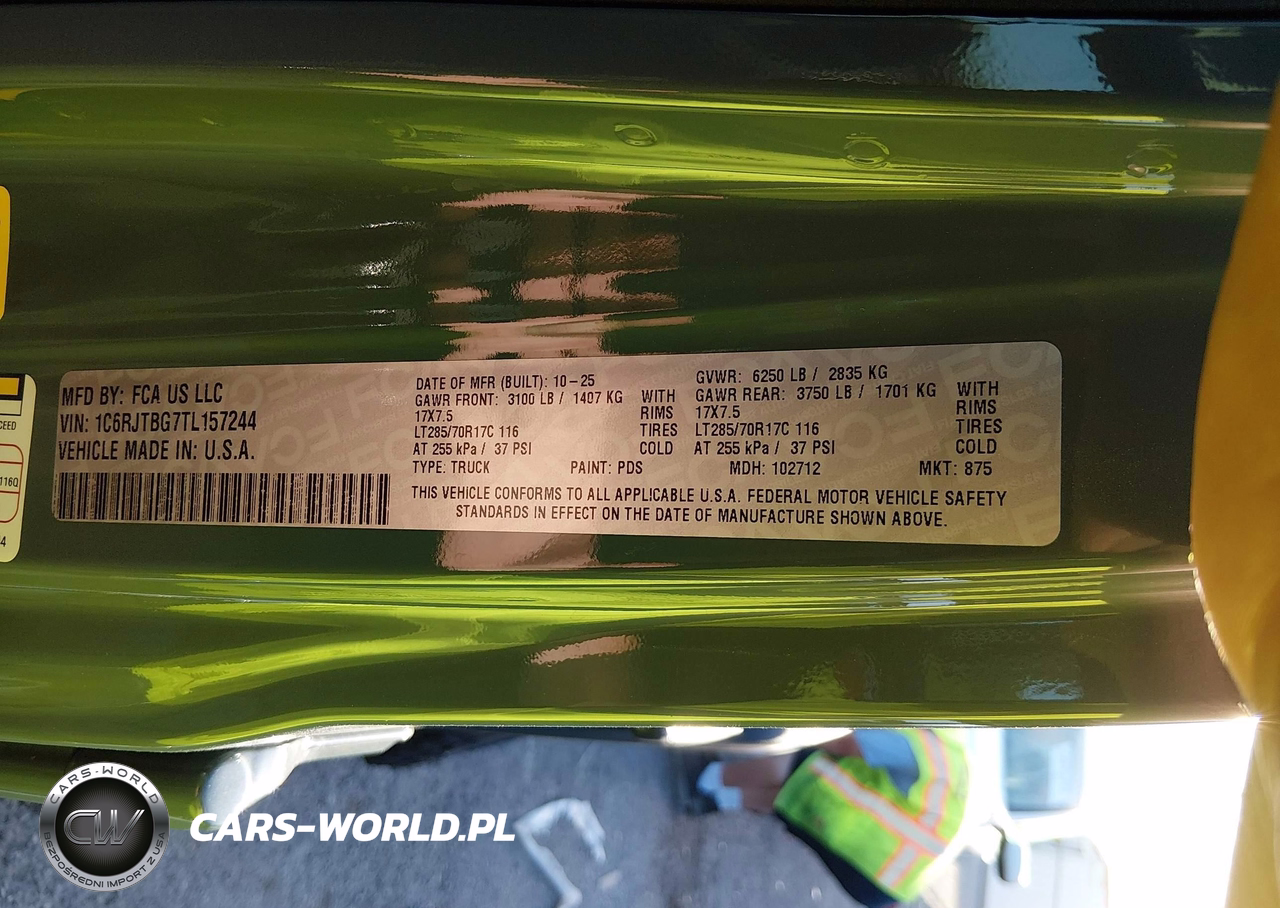 MFD BY: FCA US LLC
VIN: 1C6RJTBG7TL157244
VEHICLE MADE IN: U.S.A.
DATE OF MFR (BUILT): 10-25
GAWR FRONT: 3100 LB / 1407 KG WITH
17X7.5 RIMS
LT285/70R17C 116 TIRES
AT 255 kPa / 37 PSI COLD
GVWR: 6250 LB / 2835 KG
GAWR REAR: 3750 LB / 1701 KG WITH
17X7.5 RIMS
LT285/70R17C 116 TIRES
AT 255 kPa / 37 PSI COLD
TYPE: TRUCK PAINT: PDS MDH: 102712 MKT: 875
THIS VEHICLE CONFORMS TO ALL APPLICABLE U.S.A. FEDERAL MOTOR VEHICLE SAFETY
STANDARDS IN EFFECT ON THE DATE OF MANUFACTURE SHOWN ABOVE.
CARS-WORLD
CW
BEZPOŚREDNI IMPORT Z USA
CARS-WORLD.PL